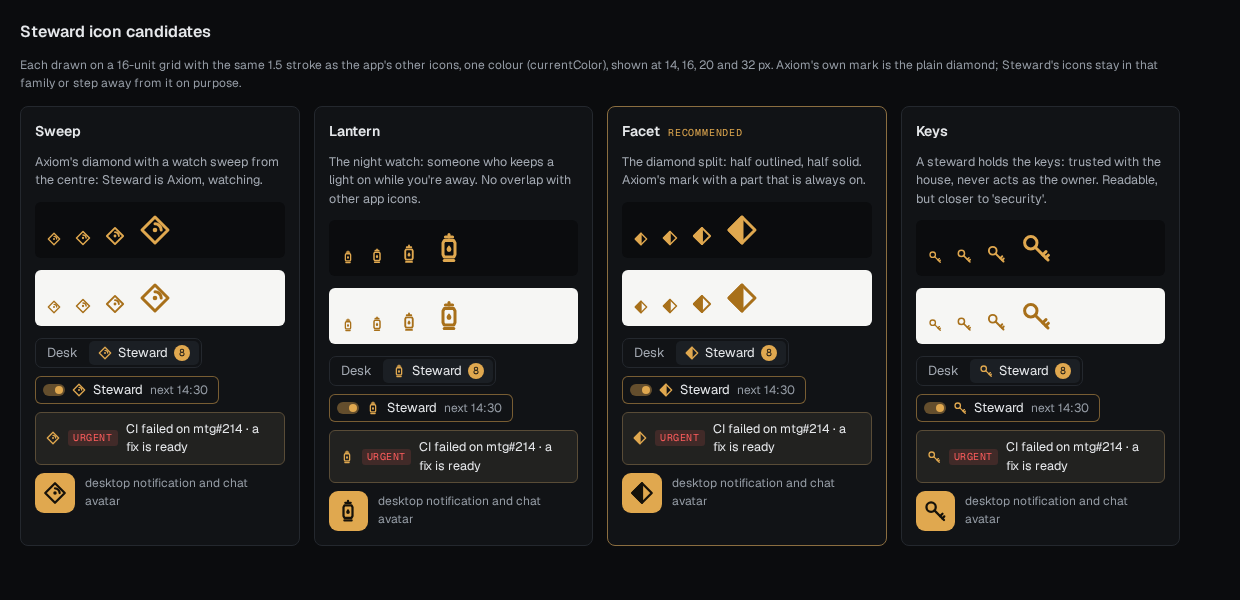 Steward icon candidates
Each drawn on a 16-unit grid with the same 1.5 stroke as the app's other icons, one colour (currentColor), shown at 14, 16, 20 and 32 px. Axiom's own mark is the plain diamond; Steward's icons stay in that
family or step away from it on purpose.
Sweep
Axiom's diamond with a watch sweep from
the centre: Steward is Axiom, watching.
Desk Steward 8
Steward next 14:30
URGENT CI failed on mtg#214 · a
fix is ready
desktop notification and chat
avatar
Lantern
The night watch: someone who keeps a
light on while you're away. No overlap with
other app icons.
Desk Steward 8
Steward next 14:30
URGENT CI failed on mtg#214 · a
fix is ready
desktop notification and chat
avatar
Facet RECOMMENDED
The diamond split: half outlined, half solid.
Axiom's mark with a part that is always on.
Desk Steward 8
Steward next 14:30
URGENT CI failed on mtg#214 · a
fix is ready
desktop notification and chat
avatar
Keys
A steward holds the keys: trusted with the
house, never acts as the owner. Readable,
but closer to 'security'.
Desk Steward 8
Steward next 14:30
URGENT CI failed on mtg#214 · a
fix is ready
desktop notification and chat
avatar